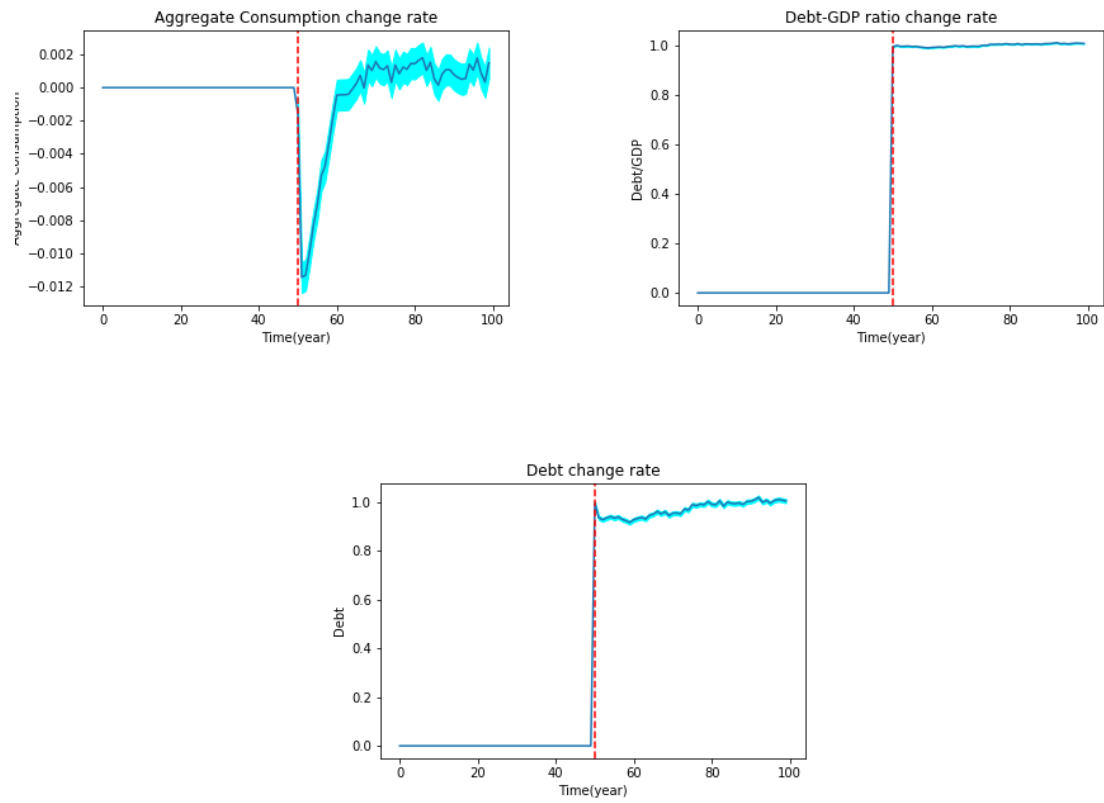 Aggregate Consumption change rate
0.002
0.000
−0.002
−0.004
−0.006
−0.008
−0.010
−0.012
Aggregate Consumption
0 20 40 60 80 100
Time(year)
Debt-GDP ratio change rate
1.0
0.8
0.6
0.4
0.2
0.0
Debt/GDP
0 20 40 60 80 100
Time(year)
Debt change rate
1.0
0.8
0.6
0.4
0.2
0.0
Debt
0 20 40 60 80 100
Time(year)